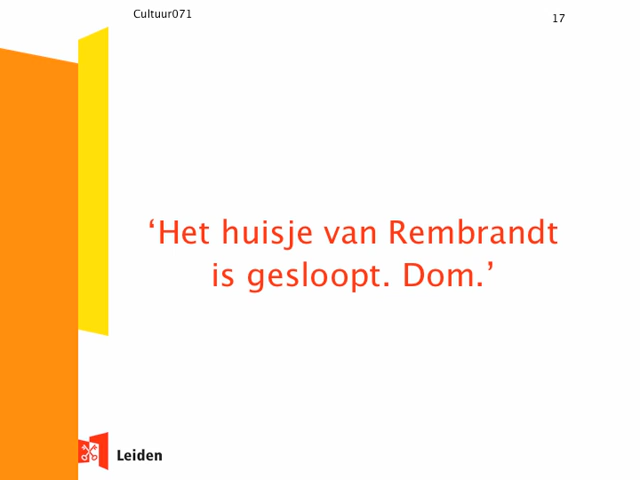 Cultuur071
17
‘Het huisje van Rembrandt
is gesloopt. Dom.’
Leiden